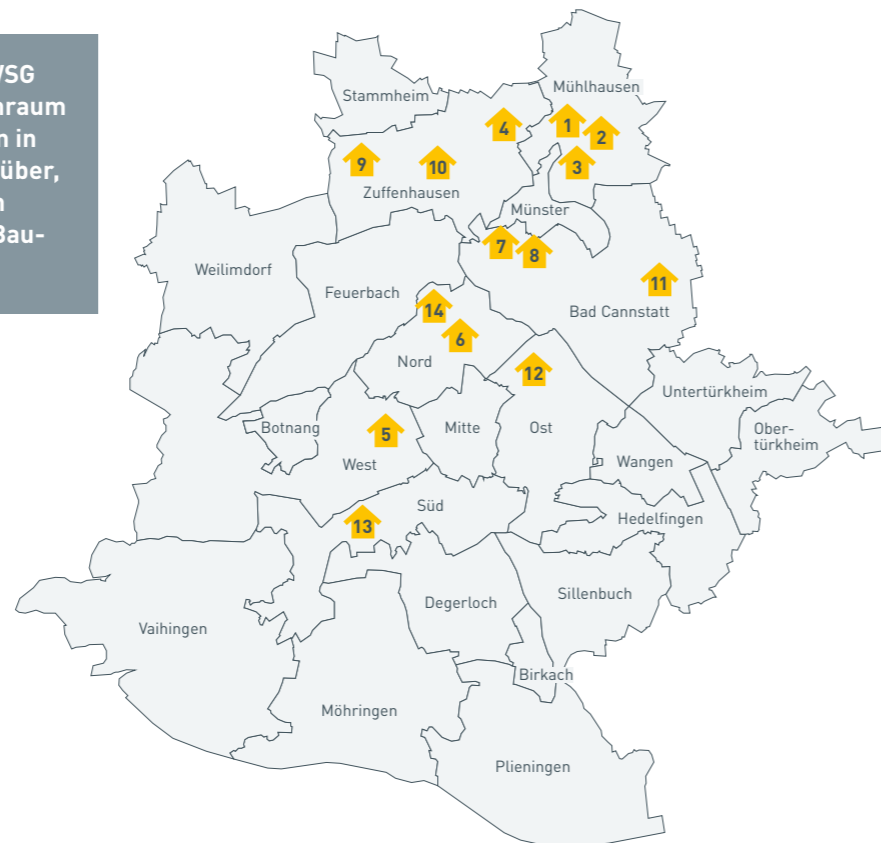 VSG
nraum
n in
über,
n
Bau-
Mühlhausen
Stammheim
4
1
2
9
10
3
Zuffenhausen
Münster
7
8
Weilimdorf
Feuerbach
11
14
Bad Cannstatt
6
Nord
12
Untertürkheim
Botnang
5
Mitte
Ost
Ober-
türkheim
West
Wangen
Süd
13
Hedelfingen
Degerloch
Sillenbuch
Vaihingen
Birkach
Möhringen
Plieningen